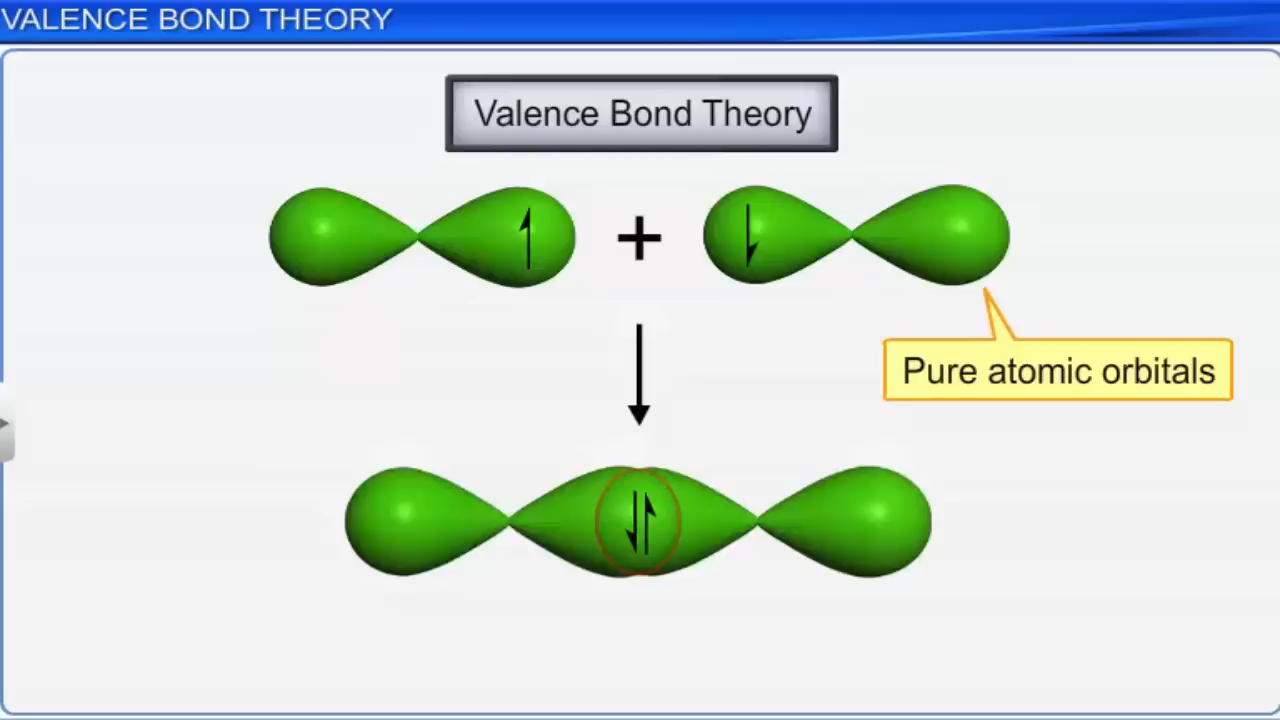 VALENCE BOND THEORY
Valence Bond Theory
+
Pure atomic orbitals